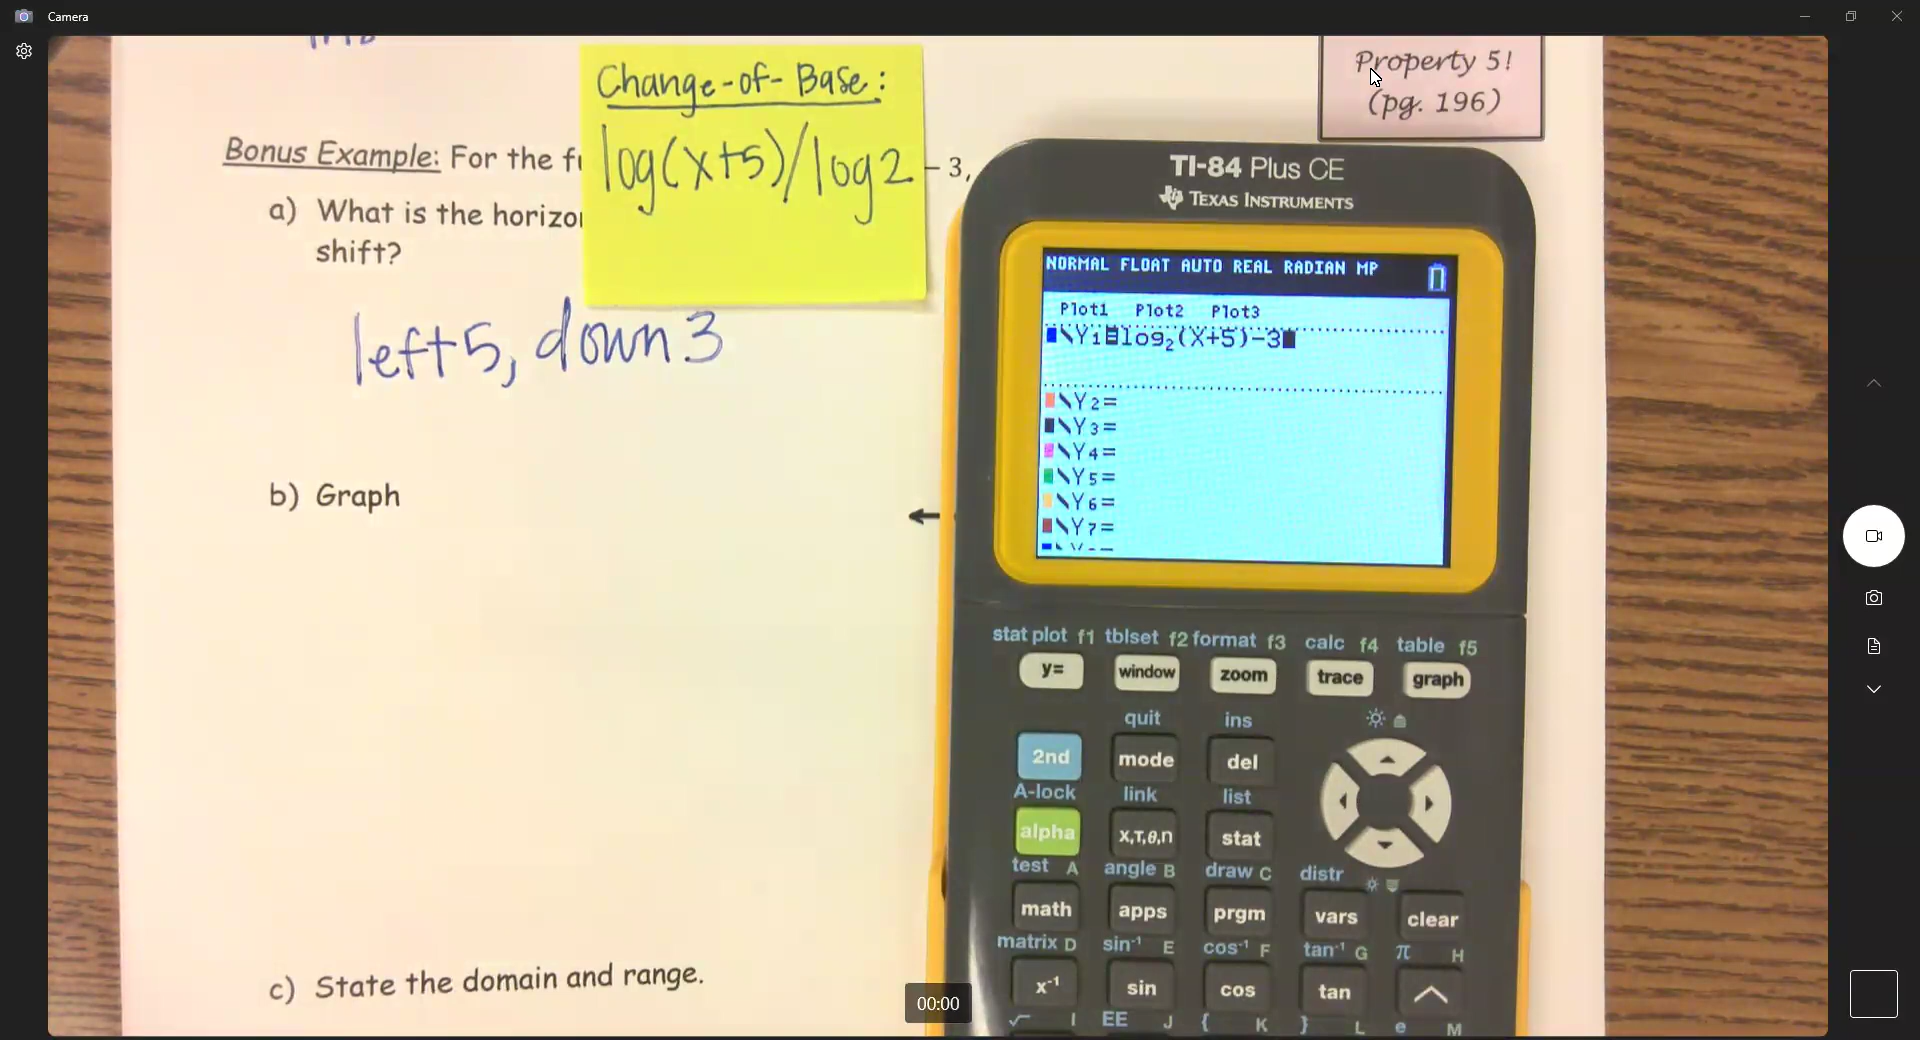 Camera
Property 5!
(pg. 196)
Change-of-Base:
log(x+5)/log2
Bonus Example: For the
– 3,
a) What is the
shift?
left 5, down 3
b) Graph
c) State the domain and range.
TI-84 Plus CE
TEXAS INSTRUMENTS
NORMAL FLOAT AUTO REAL RADIAN MP
Plot1 Plot2 Plot3
\Y1=log2(X+5)-3
\Y2=
\Y3=
\Y4=
\Y5=
\Y6=
\Y7=
stat plot f1 tblset f2 format f3 calc f4 table f5
y= window zoom trace graph
quit ins
2nd mode del
A-lock link list
alpha X,T,θ,n stat
test A angle B draw C distr
math apps prgm vars clear
matrix D sin⁻¹ E cos⁻¹ F tan⁻¹ G π H
x⁻¹ sin cos tan ^
√ I EE J { K } L e M
00:00